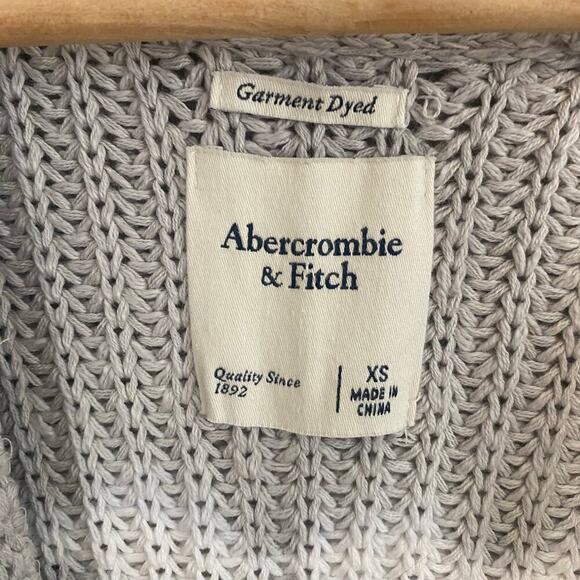 Garment Dyed
Abercrombie
& Fitch
Quality Since
1892
XS
MADE IN
CHINA